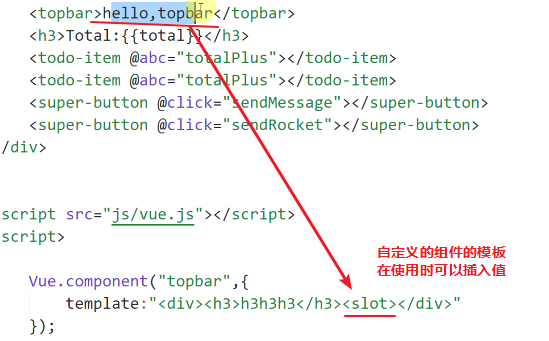 <topbar>hello,topbar</topbar>
<h3>Total:{{total}}</h3>
<todo-item @abc="totalPlus"></todo-item>
<todo-item @abc="totalPlus"></todo-item>
<super-button @click="sendMessage"></super-button>
<super-button @click="sendRocket"></super-button>
/div>
script src="js/vue.js"></script>
script>
自定义的组件的模板
在使用时可以插入值
Vue.component("topbar",{
template:"<div><h3>h3h3h3</h3><slot></div>"
});